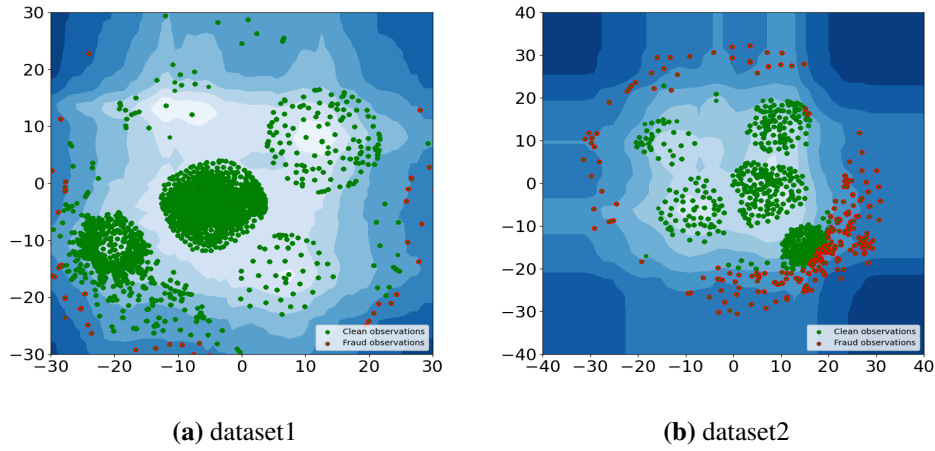 30
20
10
0
−10
−20
−30
−30 −20 −10 0 10 20 30
Clean observations
Fraud observations
(a) dataset1
40
30
20
10
0
−10
−20
−30
−40
−40 −30 −20 −10 0 10 20 30 40
Clean observations
Fraud observations
(b) dataset2